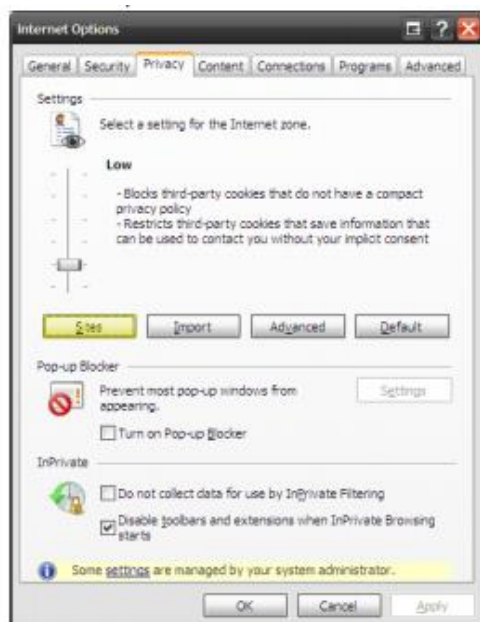 Internet Options
General Security Privacy Content Connections Programs Advanced
Settings
Select a setting for the Internet zone.
Low
- Blocks third-party cookies that do not have a compact
privacy policy
- Restricts third-party cookies that save information that
can be used to contact you without your implicit consent
Sites Import Advanced Default
Pop-up Blocker
Prevent most pop-up windows from
appearing.
Settings
Turn on Pop-up Blocker
InPrivate
Do not collect data for use by InPrivate Filtering
Disable toolbars and extensions when InPrivate Browsing
starts
Some settings are managed by your system administrator.
OK Cancel Apply